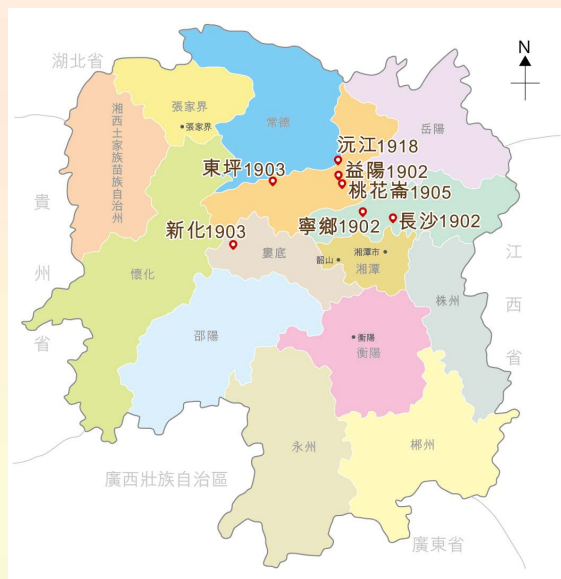 N
湖北省
張家界
張家界
常德
岳陽
湘西土家族苗族自治州
沅江1918
益陽1902
東坪1903
桃花崙1905
寧鄉1902
長沙1902
新化1903
貴州省
江西省
懷化
婁底
韶山
湘潭市
湘潭
株州
邵陽
衡陽
衡陽
永州
郴州
廣西壯族自治區
廣東省